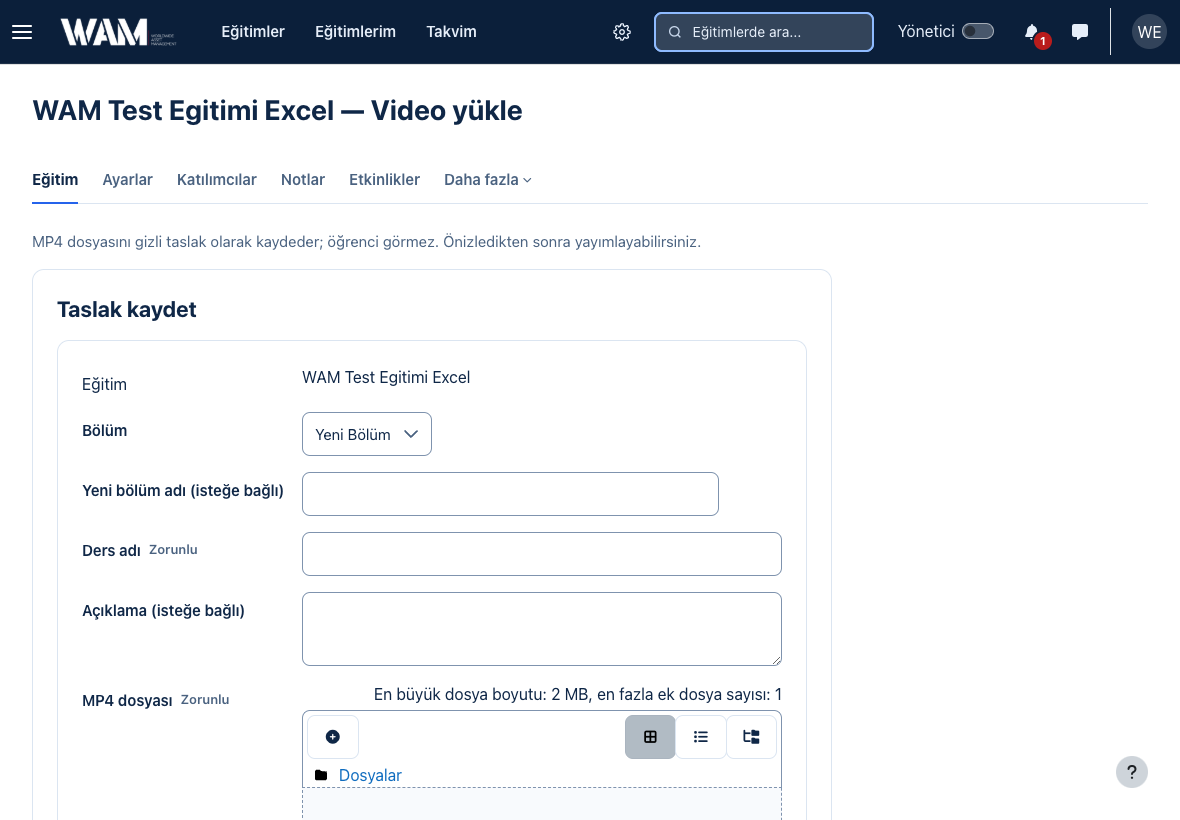 WAM WORLDWIDE ASSET MANAGEMENT Eğitimler Eğitimlerim Takvim Eğitimlerde ara... Yönetici 1 WE
WAM Test Egitimi Excel — Video yükle
Eğitim Ayarlar Katılımcılar Notlar Etkinlikler Daha fazla
MP4 dosyasını gizli taslak olarak kaydeder; öğrenci görmez. Önizledikten sonra yayımlayabilirsiniz.
Taslak kaydet
Eğitim WAM Test Egitimi Excel
Bölüm Yeni Bölüm
Yeni bölüm adı (isteğe bağlı)
Ders adı Zorunlu
Açıklama (isteğe bağlı)
MP4 dosyası Zorunlu En büyük dosya boyutu: 2 MB, en fazla ek dosya sayısı: 1
Dosyalar
?